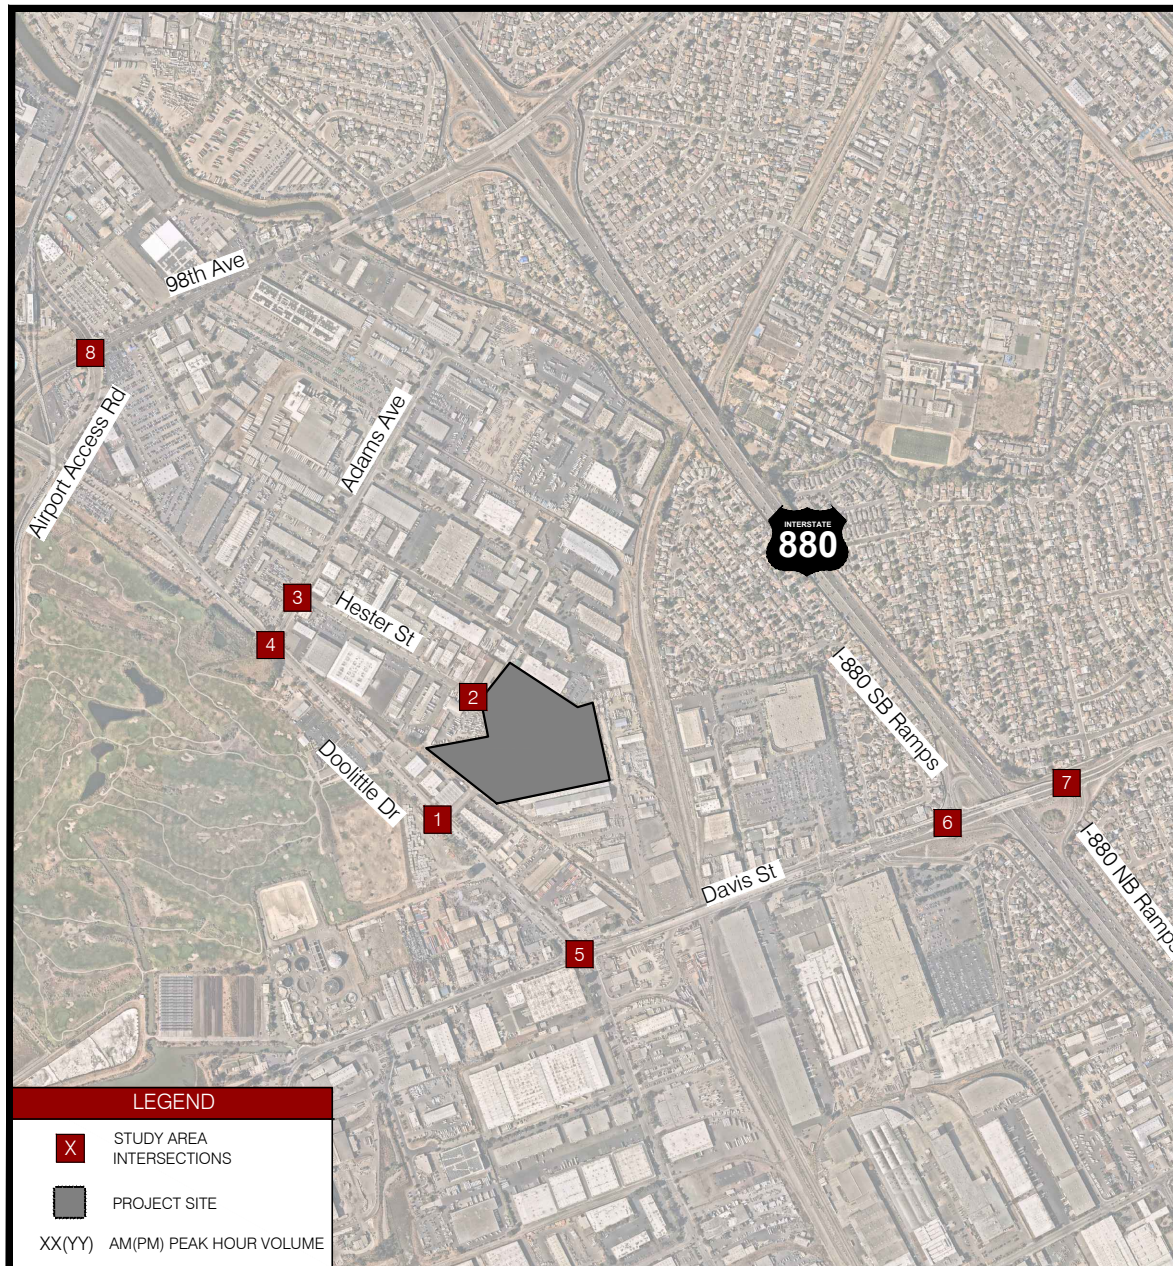 98th Ave
8
Airport Access Rd
Adams Ave
INTERSTATE
880
3
Hester St
4
2
I-880 SB Ramps
Doolittle Dr
7
1
6
I-880 NB Ramps
Davis St
5
LEGEND
X
STUDY AREA
INTERSECTIONS
PROJECT SITE
XX(YY) AM(PM) PEAK HOUR VOLUME